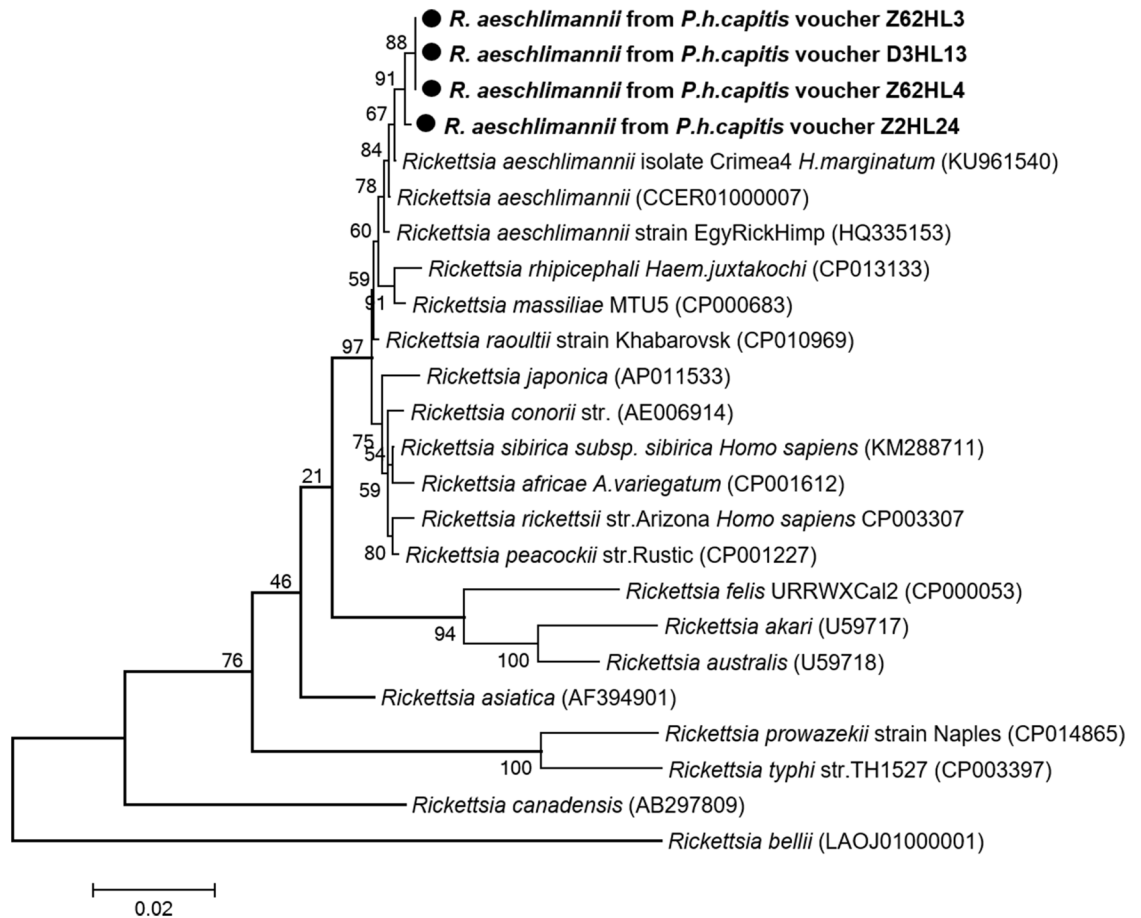 R. aeschlimannii from P.h.capitis voucher Z62HL3
88
R. aeschlimannii from P.h.capitis voucher D3HL13
91
R. aeschlimannii from P.h.capitis voucher Z62HL4
67
R. aeschlimannii from P.h.capitis voucher Z2HL24
84
Rickettsia aeschlimannii isolate Crimea4 H.marginatum (KU961540)
78
Rickettsia aeschlimannii (CCER01000007)
60
Rickettsia aeschlimannii strain EgyRickHimp (HQ335153)
59
Rickettsia rhipicephali Haem.juxtakochi (CP013133)
91
Rickettsia massiliae MTU5 (CP000683)
97
Rickettsia raoultii strain Khabarovsk (CP010969)
Rickettsia japonica (AP011533)
Rickettsia conorii str. (AE006914)
75
54
Rickettsia sibirica subsp. sibirica Homo sapiens (KM288711)
21
59
Rickettsia africae A.variegatum (CP001612)
Rickettsia rickettsii str.Arizona Homo sapiens CP003307
80
Rickettsia peacockii str.Rustic (CP001227)
46
Rickettsia felis URRWXCal2 (CP000053)
94
Rickettsia akari (U59717)
76
100
Rickettsia australis (U59718)
Rickettsia asiatica (AF394901)
Rickettsia prowazekii strain Naples (CP014865)
100
Rickettsia typhi str.TH1527 (CP003397)
Rickettsia canadensis (AB297809)
Rickettsia bellii (LAOJ01000001)
0.02